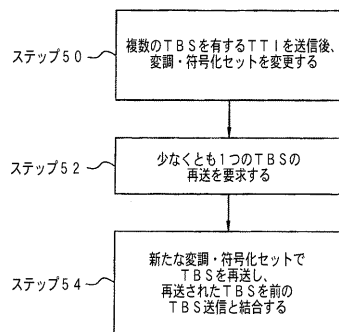 ステップ50
複数のTBSを有するTTIを送信後、
変調・符号化セットを変更する
ステップ52
少なくとも1つのTBSの
再送を要求する
ステップ54
新たな変調・符号化セットで
TBSを再送し、
再送されたTBSを前の
TBS送信と結合する